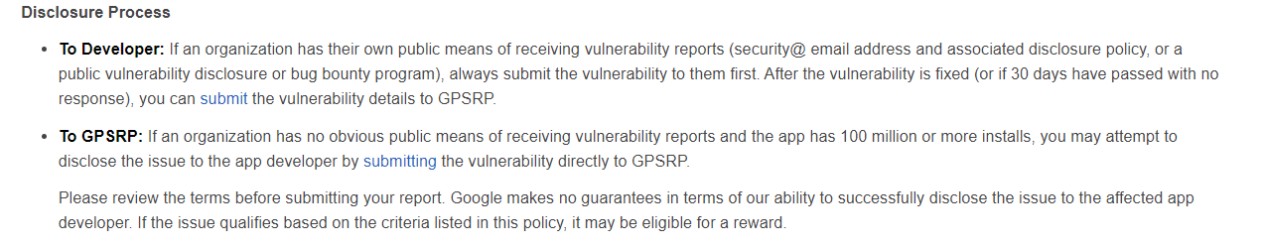 Disclosure Process
• To Developer: If an organization has their own public means of receiving vulnerability reports (security@ email address and associated disclosure policy, or a
public vulnerability disclosure or bug bounty program), always submit the vulnerability to them first. After the vulnerability is fixed (or if 30 days have passed with no
response), you can submit the vulnerability details to GPSRP.
• To GPSRP: If an organization has no obvious public means of receiving vulnerability reports and the app has 100 million or more installs, you may attempt to
disclose the issue to the app developer by submitting the vulnerability directly to GPSRP.
Please review the terms before submitting your report. Google makes no guarantees in terms of our ability to successfully disclose the issue to the affected app
developer. If the issue qualifies based on the criteria listed in this policy, it may be eligible for a reward.